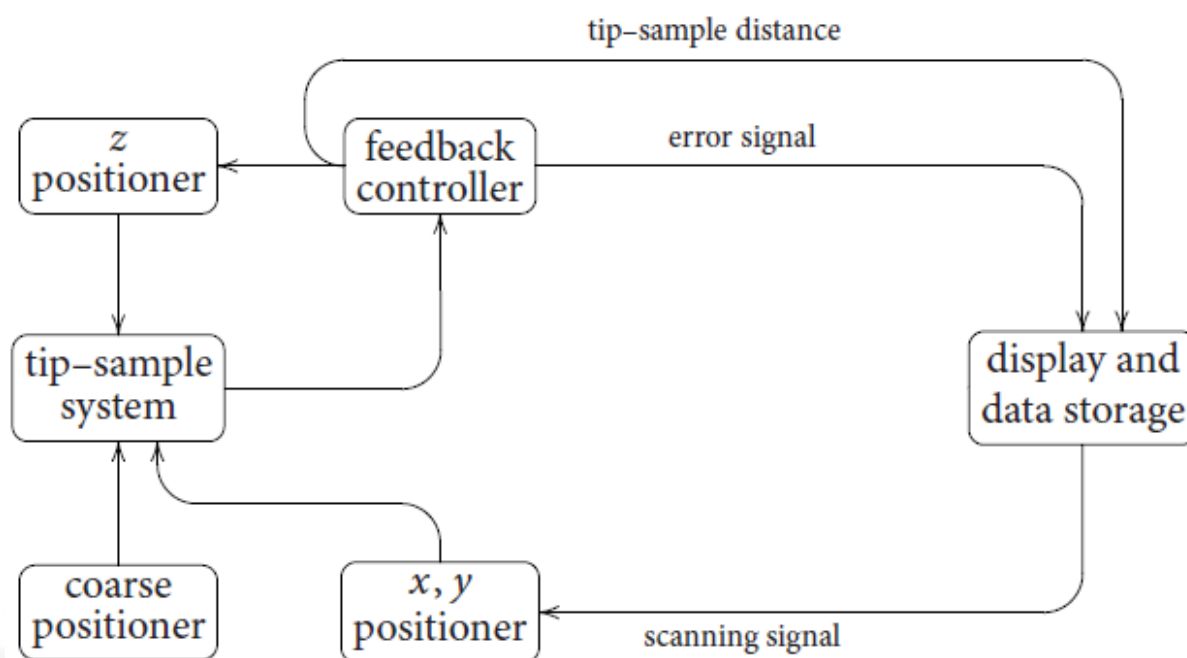 tip–sample distance
error signal
z
positioner
feedback
controller
tip–sample
system
display and
data storage
coarse
positioner
x, y
positioner
scanning signal